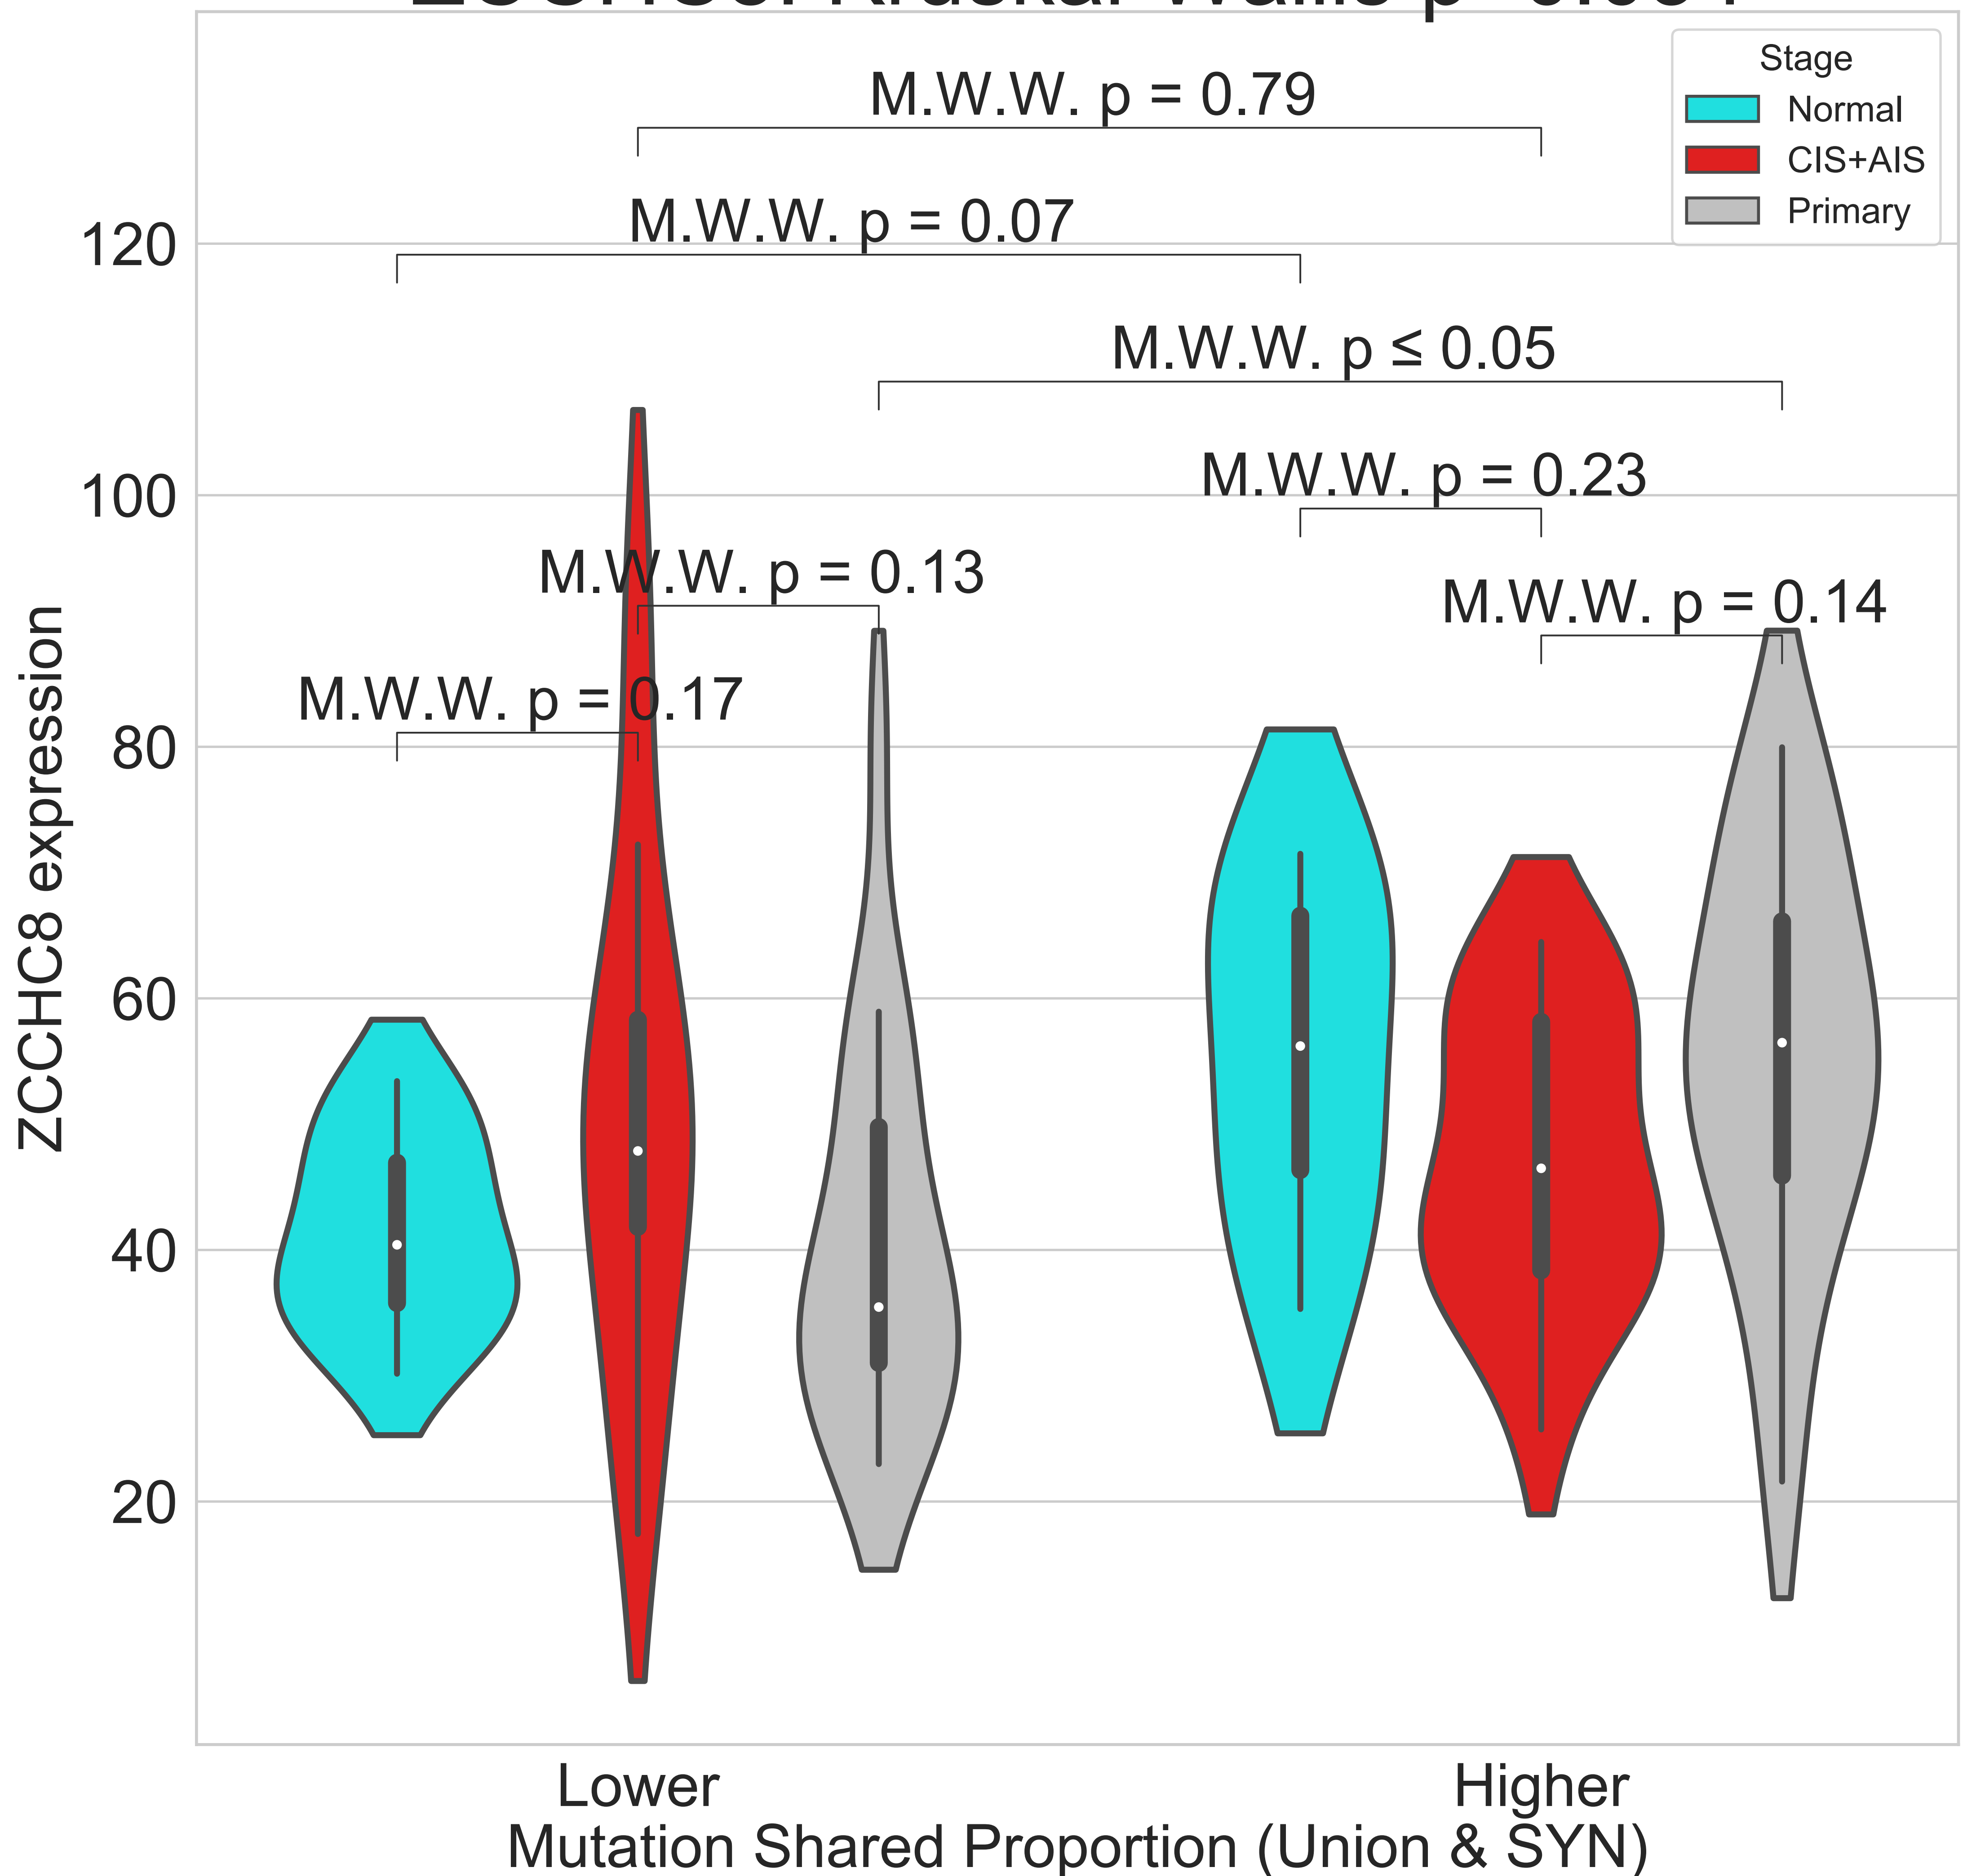 Stage
Normal
CIS+AIS
Primary
M.W.W. p = 0.79
M.W.W. p = 0.07
M.W.W. p ≤ 0.05
M.W.W. p = 0.23
M.W.W. p = 0.13
M.W.W. p = 0.14
M.W.W. p = 0.17
120
100
80
60
40
20
ZCCHC8 expression
Lower
Higher
Mutation Shared Proportion (Union & SYN)